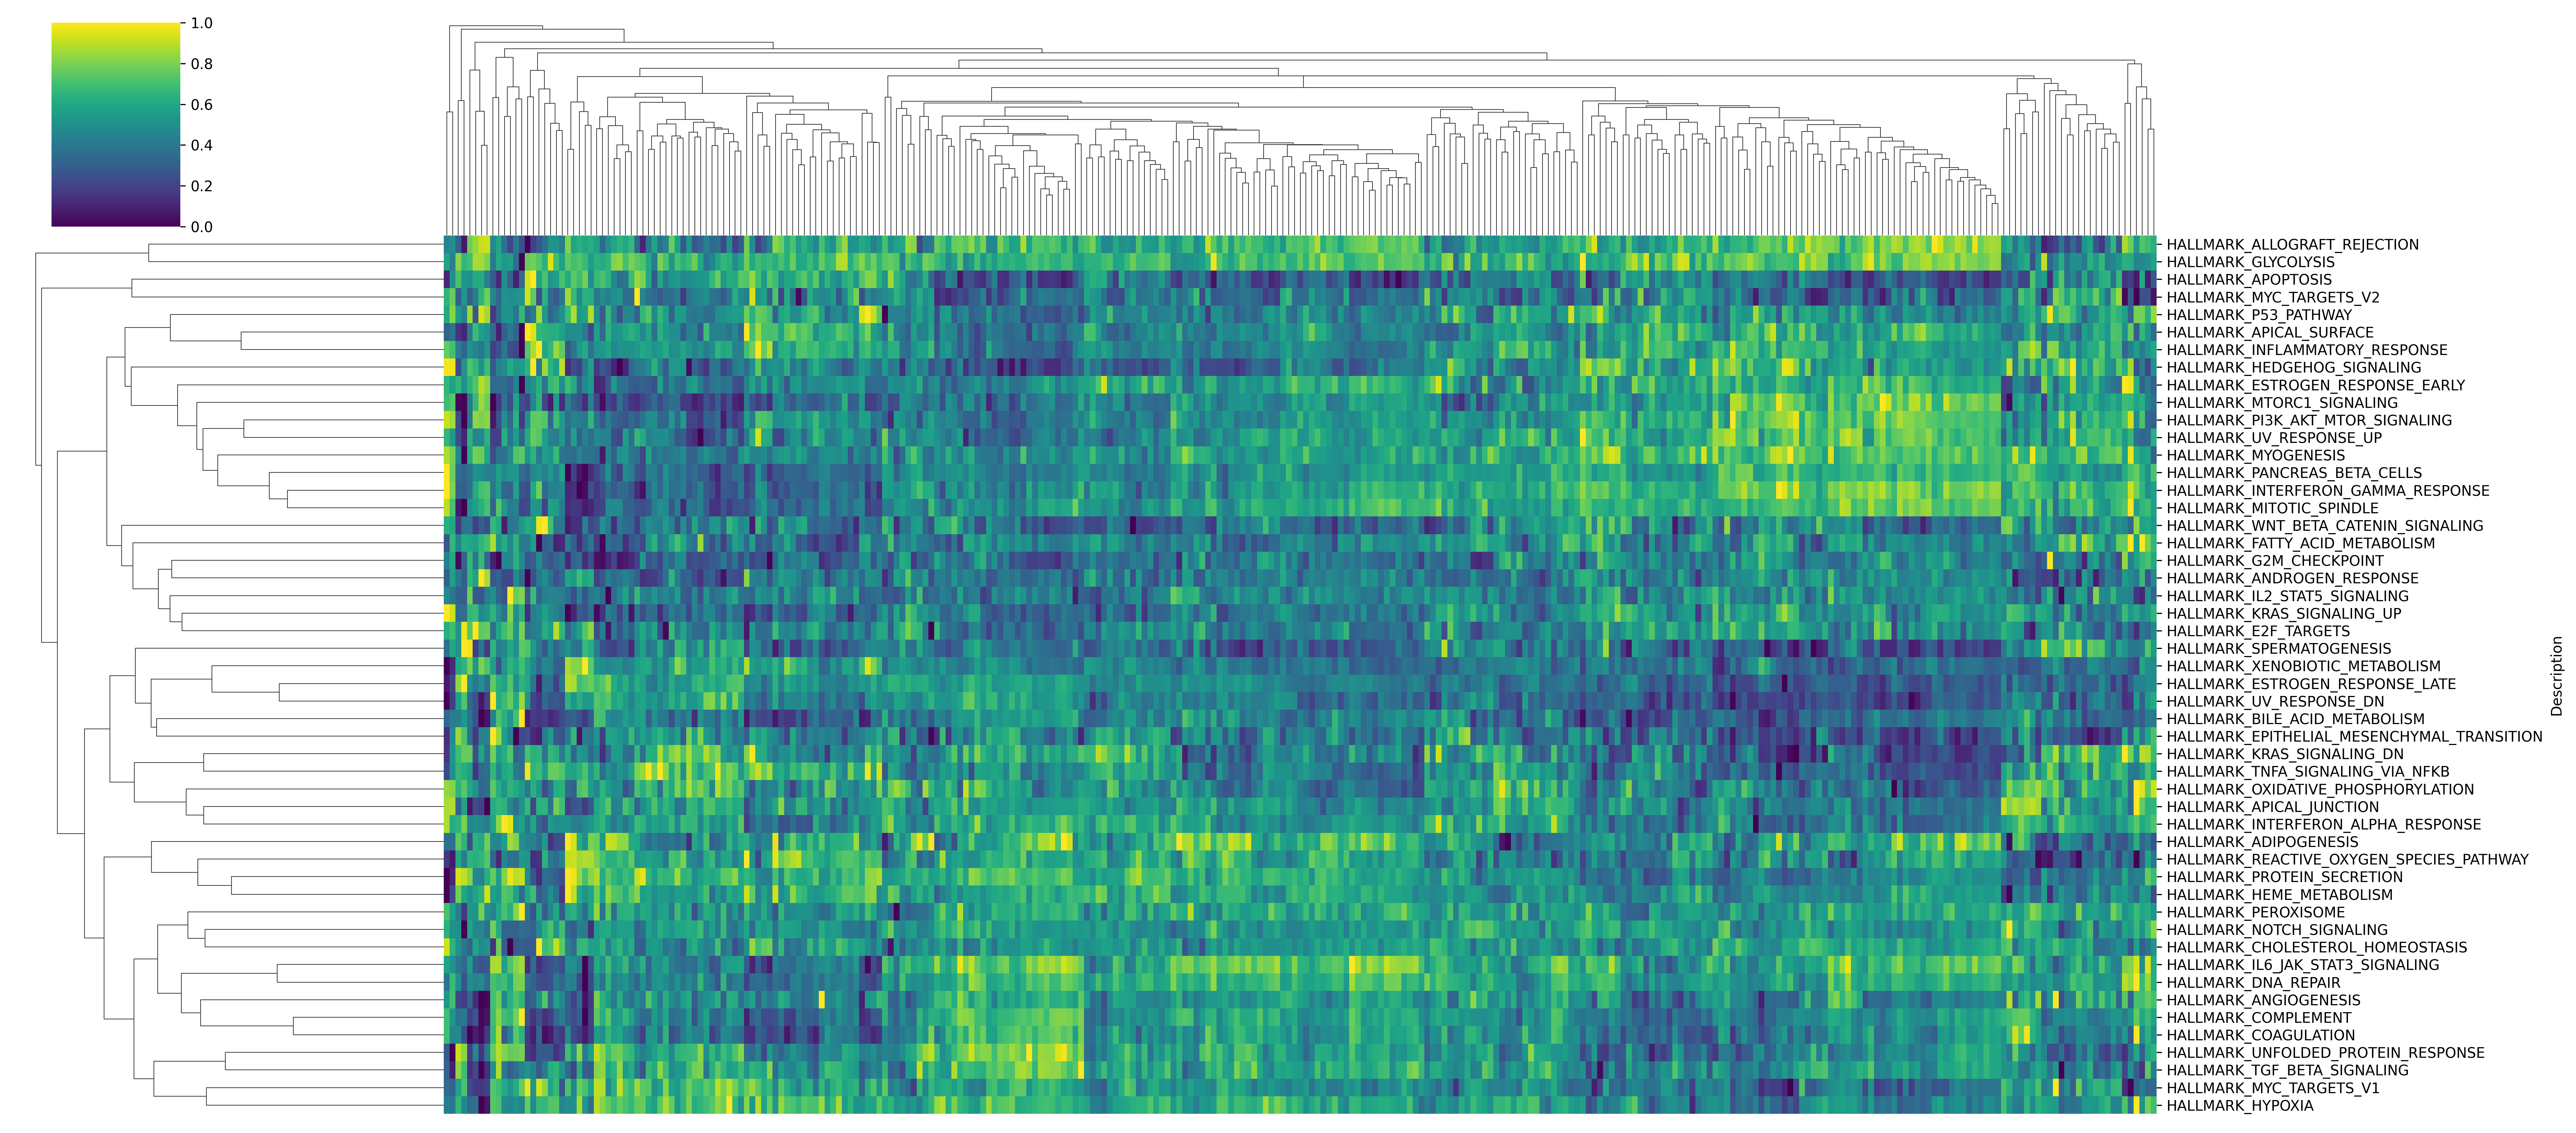 1.0
0.8
0.6
0.4
0.2
0.0
HALLMARK_ALLOGRAFT_REJECTION
HALLMARK_GLYCOLYSIS
HALLMARK_APOPTOSIS
HALLMARK_MYC_TARGETS_V2
HALLMARK_P53_PATHWAY
HALLMARK_APICAL_SURFACE
HALLMARK_INFLAMMATORY_RESPONSE
HALLMARK_HEDGEHOG_SIGNALING
HALLMARK_ESTROGEN_RESPONSE_EARLY
HALLMARK_MTORC1_SIGNALING
HALLMARK_PI3K_AKT_MTOR_SIGNALING
HALLMARK_UV_RESPONSE_UP
HALLMARK_MYOGENESIS
HALLMARK_PANCREAS_BETA_CELLS
HALLMARK_INTERFERON_GAMMA_RESPONSE
HALLMARK_MITOTIC_SPINDLE
HALLMARK_WNT_BETA_CATENIN_SIGNALING
HALLMARK_FATTY_ACID_METABOLISM
HALLMARK_G2M_CHECKPOINT
HALLMARK_ANDROGEN_RESPONSE
HALLMARK_IL2_STAT5_SIGNALING
HALLMARK_KRAS_SIGNALING_UP
HALLMARK_E2F_TARGETS
HALLMARK_SPERMATOGENESIS
HALLMARK_XENOBIOTIC_METABOLISM
HALLMARK_ESTROGEN_RESPONSE_LATE
HALLMARK_UV_RESPONSE_DN
HALLMARK_BILE_ACID_METABOLISM
HALLMARK_EPITHELIAL_MESENCHYMAL_TRANSITION
HALLMARK_KRAS_SIGNALING_DN
HALLMARK_TNFA_SIGNALING_VIA_NFKB
HALLMARK_OXIDATIVE_PHOSPHORYLATION
HALLMARK_APICAL_JUNCTION
HALLMARK_INTERFERON_ALPHA_RESPONSE
HALLMARK_ADIPOGENESIS
HALLMARK_REACTIVE_OXYGEN_SPECIES_PATHWAY
HALLMARK_PROTEIN_SECRETION
HALLMARK_HEME_METABOLISM
HALLMARK_PEROXISOME
HALLMARK_NOTCH_SIGNALING
HALLMARK_CHOLESTEROL_HOMEOSTASIS
HALLMARK_IL6_JAK_STAT3_SIGNALING
HALLMARK_DNA_REPAIR
HALLMARK_ANGIOGENESIS
HALLMARK_COMPLEMENT
HALLMARK_COAGULATION
HALLMARK_UNFOLDED_PROTEIN_RESPONSE
HALLMARK_TGF_BETA_SIGNALING
HALLMARK_MYC_TARGETS_V1
HALLMARK_HYPOXIA
Description